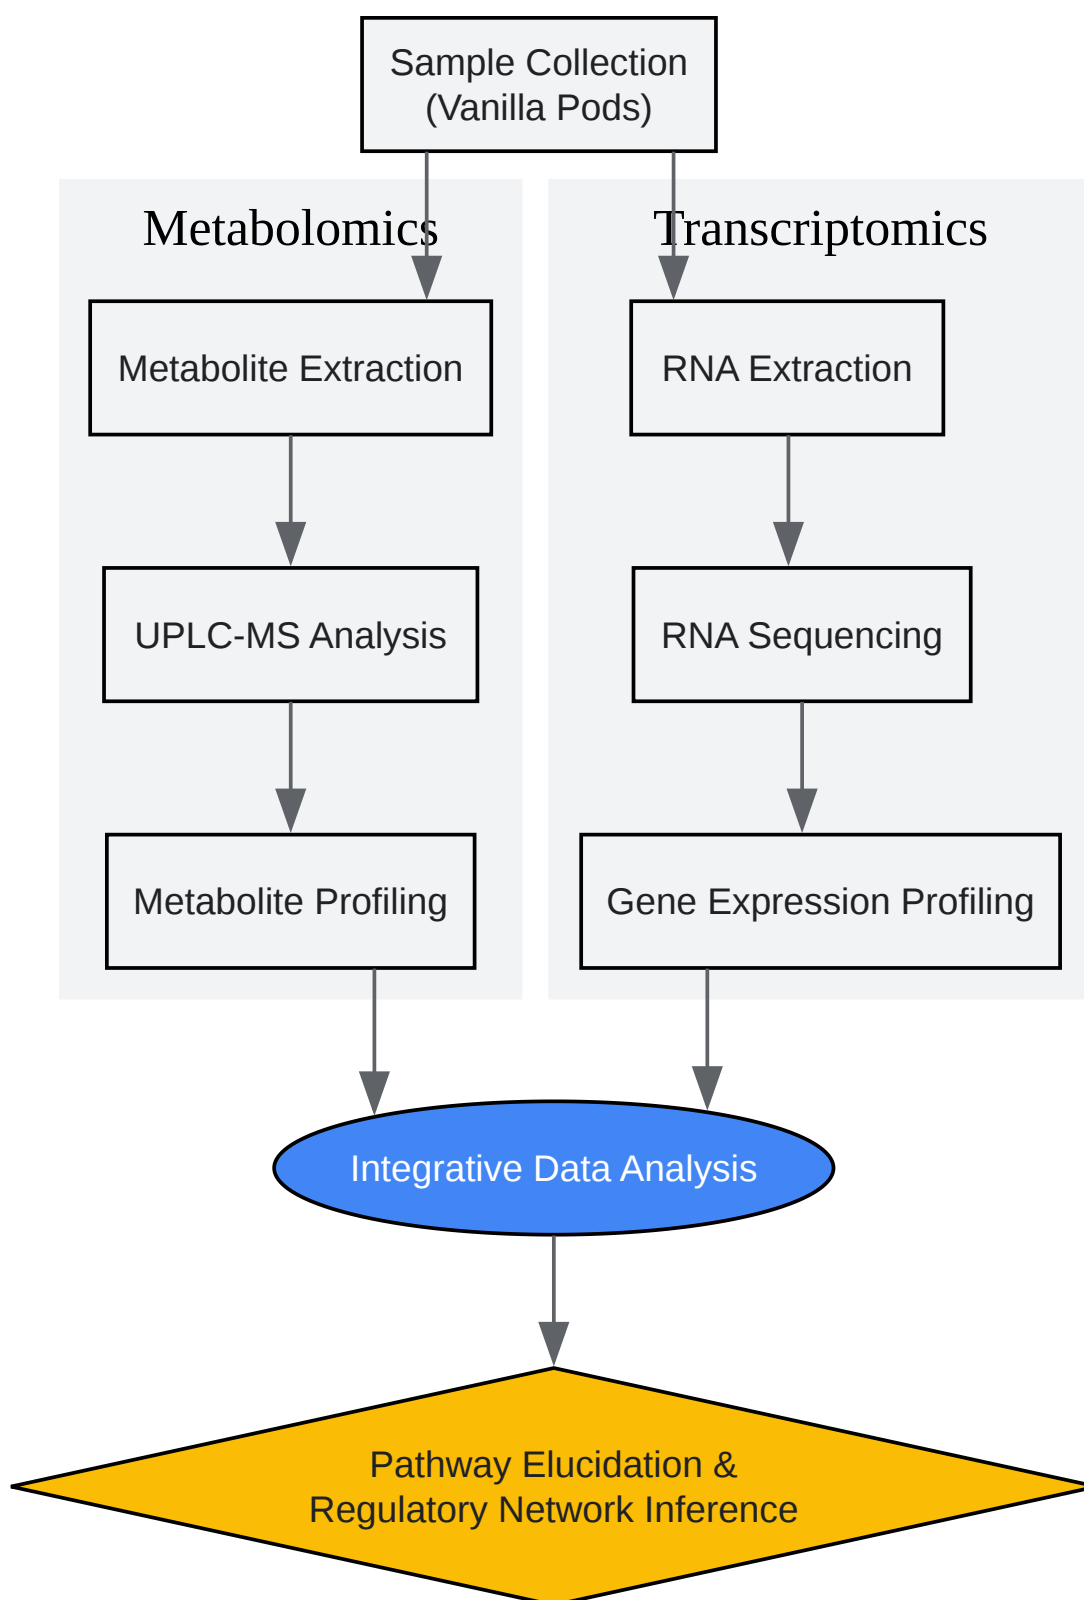 Sample Collection
(Vanilla Pods)
Metabolomics
Transcriptomics
Metabolite Extraction
RNA Extraction
UPLC-MS Analysis
RNA Sequencing
Metabolite Profiling
Gene Expression Profiling
Integrative Data Analysis
Pathway Elucidation &
Regulatory Network Inference